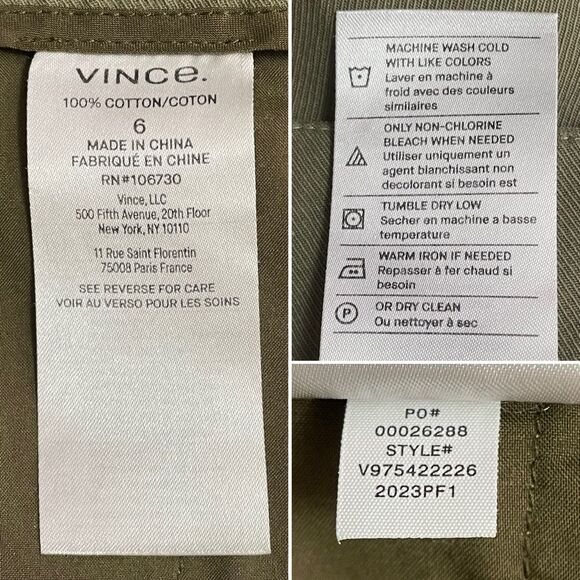 VINCE.
100% COTTON/COTON
6
MADE IN CHINA
FABRIQUÉ EN CHINE
RN#106730
Vince, LLC
500 Fifth Avenue, 20th Floor
New York, NY 10110
11 Rue Saint Florentin
75008 Paris France
SEE REVERSE FOR CARE
VOIR AU VERSO POUR LES SOINS
MACHINE WASH COLD
WITH LIKE COLORS
Laver en machine à
froid avec des couleurs
similaires
ONLY NON-CHLORINE
BLEACH WHEN NEEDED
Utiliser uniquement un
agent blanchissant non
decolorant si besoin est
TUMBLE DRY LOW
Secher en machine a basse
temperature
WARM IRON IF NEEDED
Repasser à fer chaud si
besoin
P
OR DRY CLEAN
Ou nettoyer à sec
PO#
00026288
STYLE#
V975422226
2023PF1